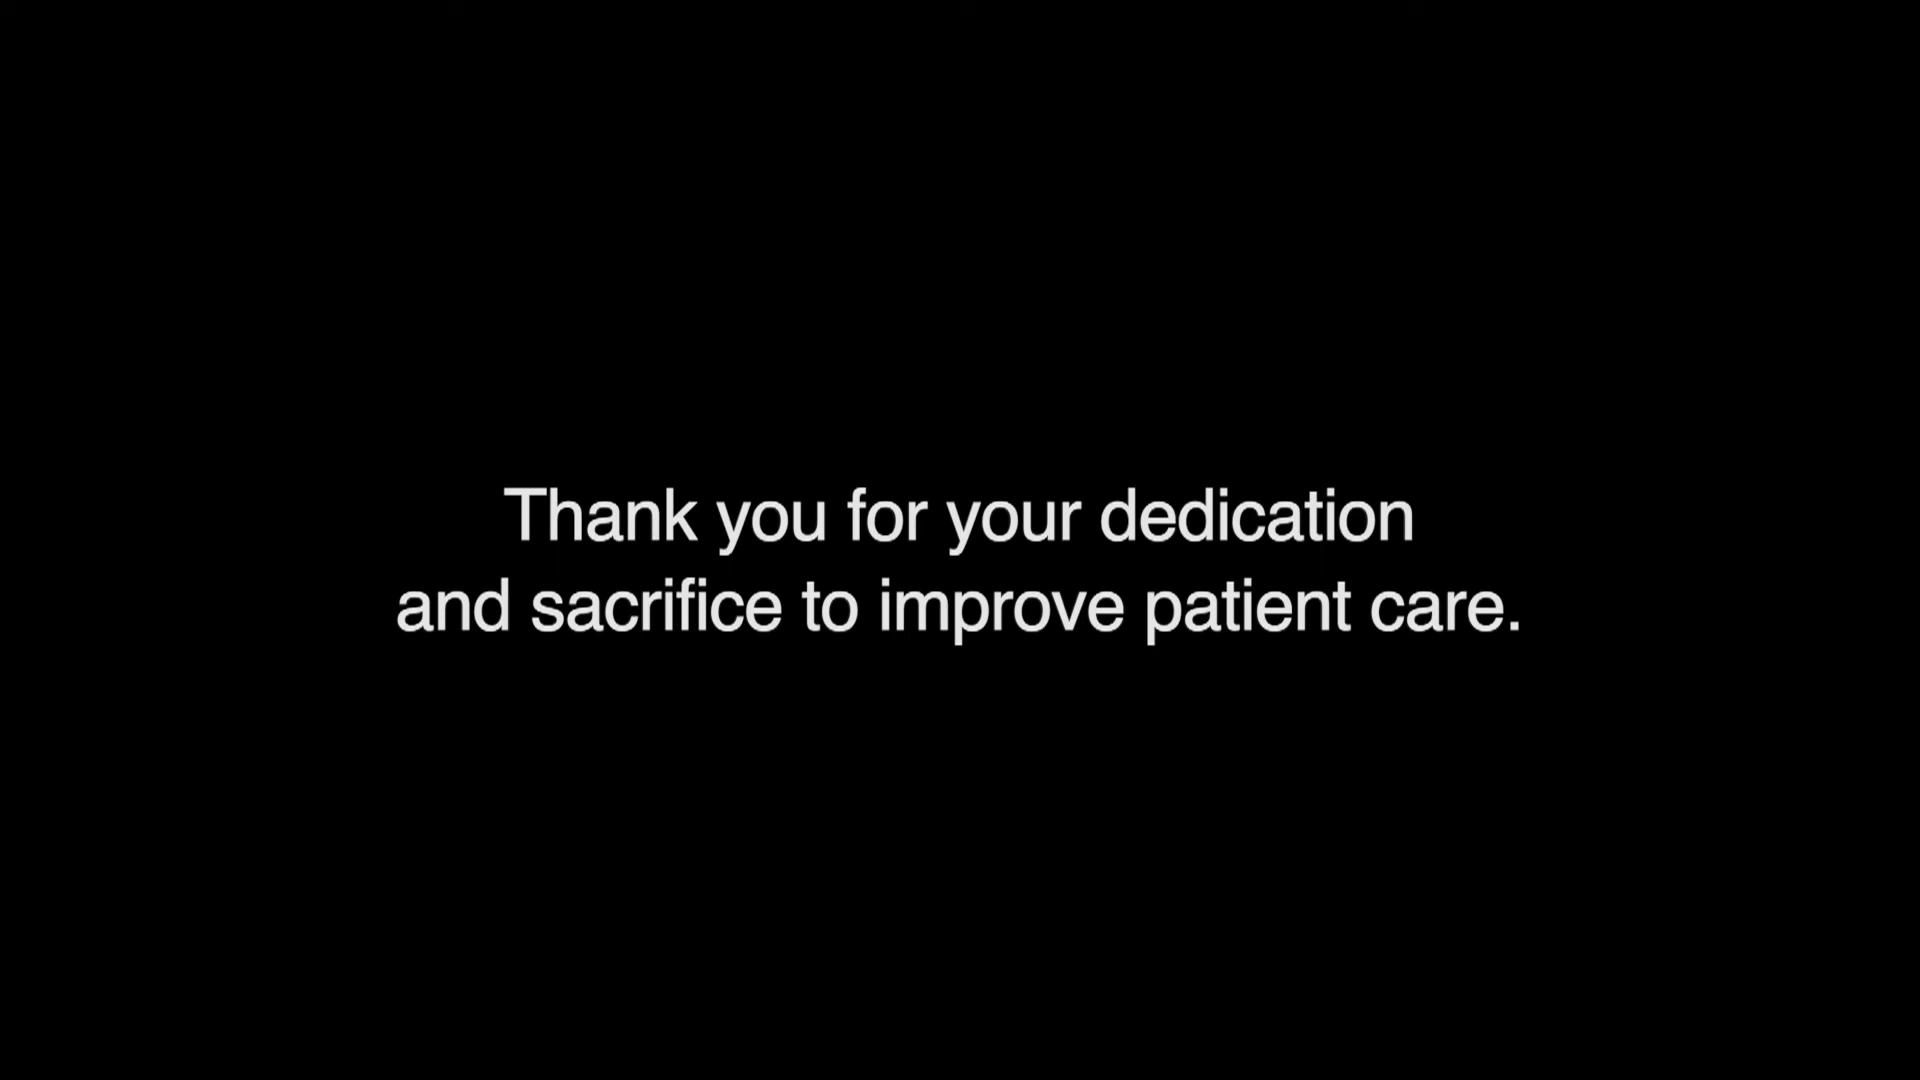 Thank you for your dedication
and sacrifice to improve patient care.